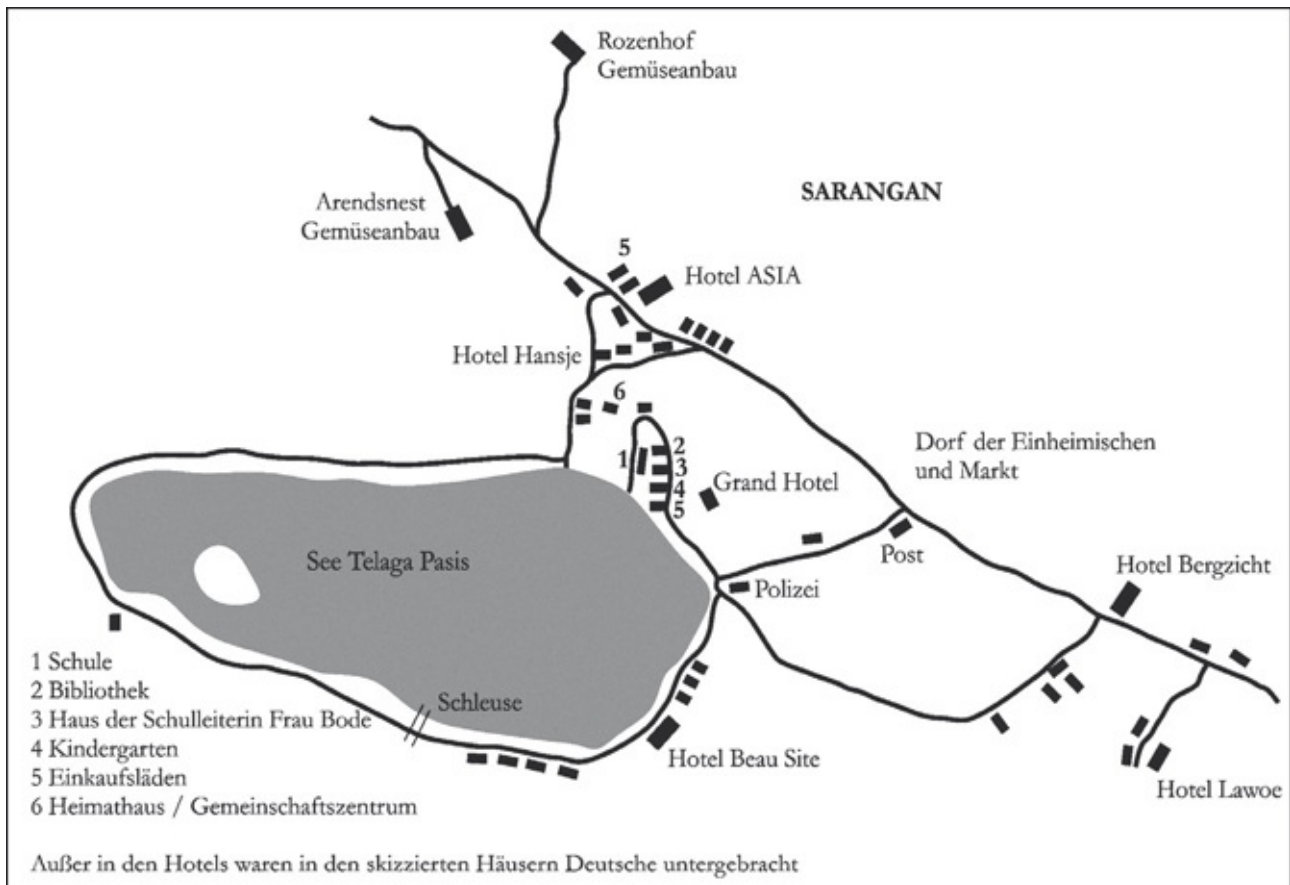 Rozenhof
Gemüseanbau
SARANGAN
Arendsnest
Gemüseanbau
5
Hotel ASIA
Hotel Hansje
6
Dorf der Einheimischen
und Markt
1
2
3
4
5
Grand Hotel
Post
See Telaga Pasis
Polizei
Hotel Bergzicht
1 Schule
2 Bibliothek
3 Haus der Schulleiterin Frau Bode
4 Kindergarten
5 Einkaufsläden
6 Heimathaus / Gemeinschaftszentrum
Schleuse
Hotel Beau Site
Hotel Lawoe
Außer in den Hotels waren in den skizzierten Häusern Deutsche untergebracht